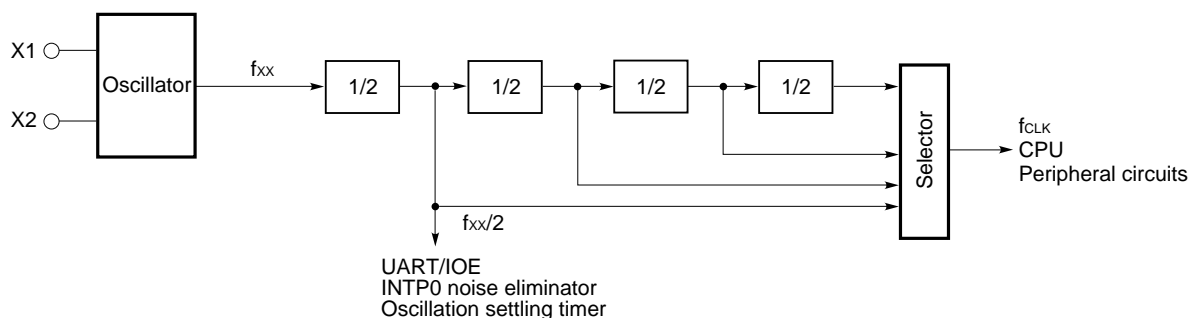 X1
X2
Oscillator
fXX
1/2
1/2
1/2
1/2
Selector
fCLK
CPU
Peripheral circuits
fXX/2
UART/IOE
INTP0 noise eliminator
Oscillation settling timer